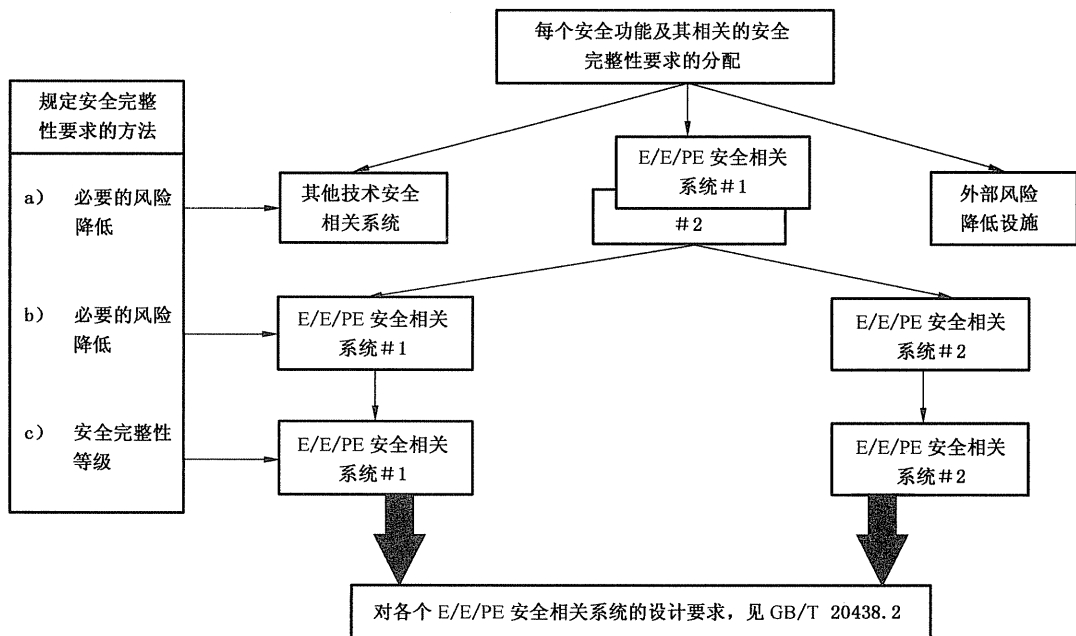 每个安全功能及其相关的安全
完整性要求的分配
规定安全完整
性要求的方法
a) 必要的风险
降低
b) 必要的风险
降低
c) 安全完整性
等级
其他技术安全
相关系统
E/E/PE 安全相关
系统#1
#2
外部风险
降低设施
E/E/PE 安全相关
系统#1
E/E/PE 安全相关
系统#2
E/E/PE 安全相关
系统#1
E/E/PE 安全相关
系统#2
对各个 E/E/PE 安全相关系统的设计要求，见 GB/T 20438.2